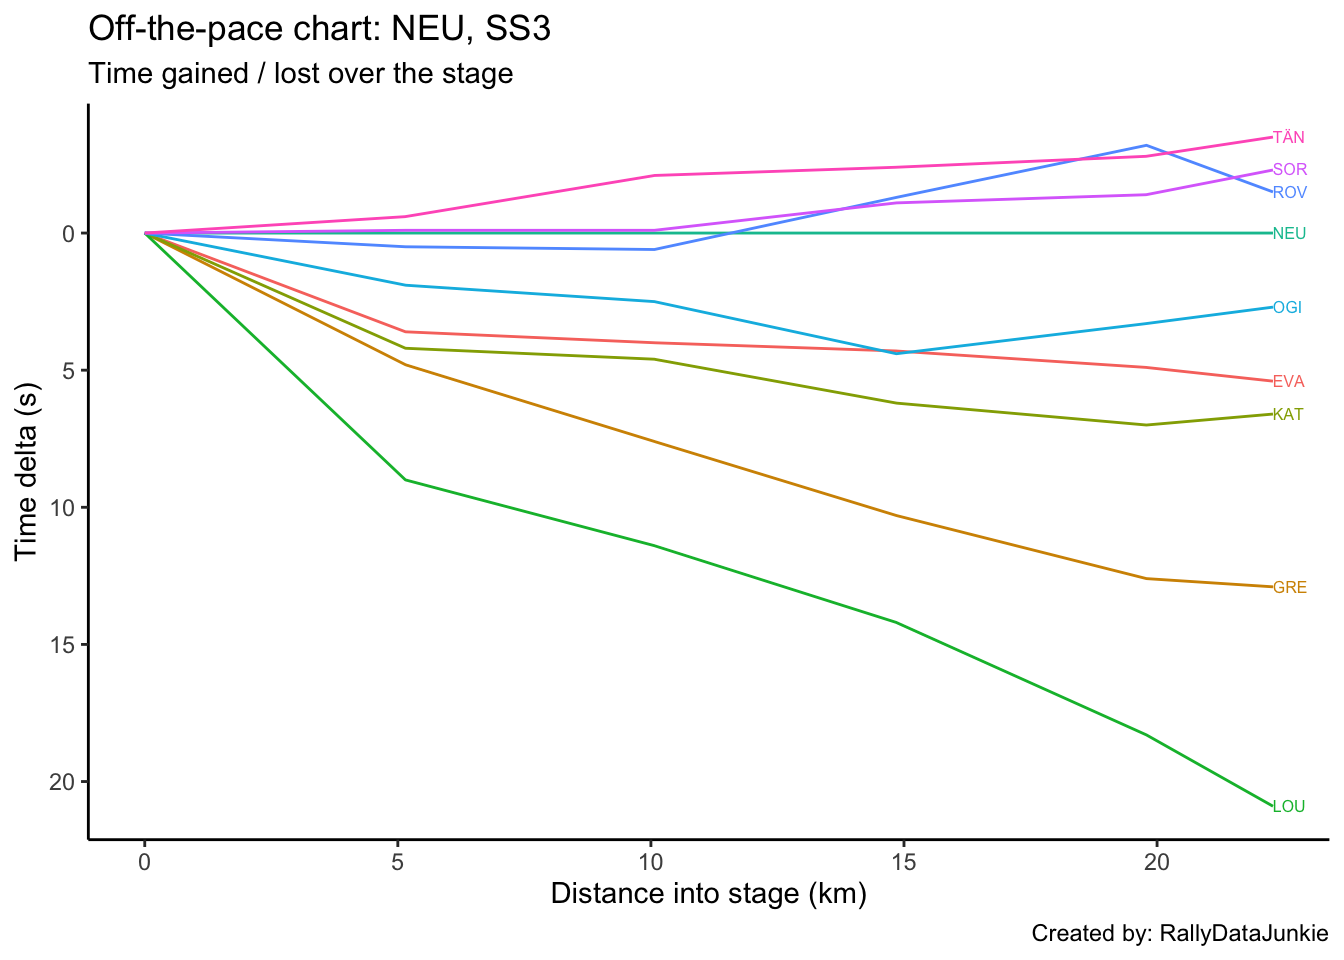 Off-the-pace chart: NEU, SS3
Time gained / lost over the stage
TÄN
SOR
ROV
NEU
OGI
EVA
KAT
GRE
LOU
0
5
10
15
20
Time delta (s)
0
5
10
15
20
Distance into stage (km)
Created by: RallyDataJunkie